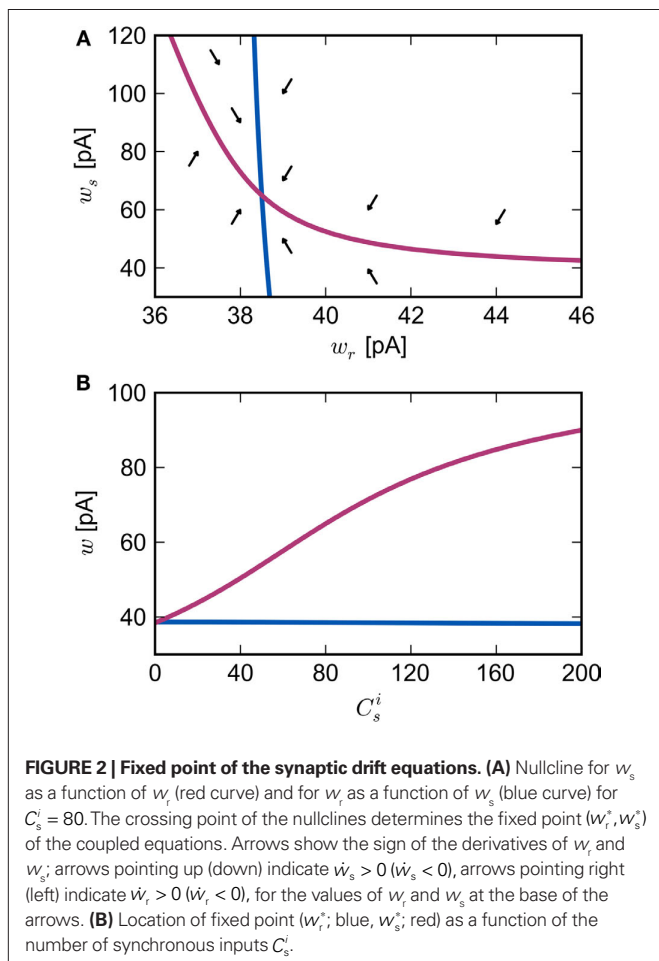 A
120
100
80
60
40
w_s [pA]
36 38 40 42 44 46
w_r [pA]
B
100
80
60
40
w [pA]
0 40 80 120 160 200
C_s^i
FIGURE 2 | Fixed point of the synaptic drift equations. (A) Nullcline for w_s
as a function of w_r (red curve) and for w_r as a function of w_s (blue curve) for
C_s^i = 80. The crossing point of the nullclines determines the fixed point (w_r^*, w_s^*)
of the coupled equations. Arrows show the sign of the derivatives of w_r and
w_s; arrows pointing up (down) indicate ẇ_s > 0 (ẇ_s < 0), arrows pointing right
(left) indicate ẇ_r > 0 (ẇ_r < 0), for the values of w_r and w_s at the base of the
arrows. (B) Location of fixed point (w_r^*; blue, w_s^*; red) as a function of the
number of synchronous inputs C_s^i.